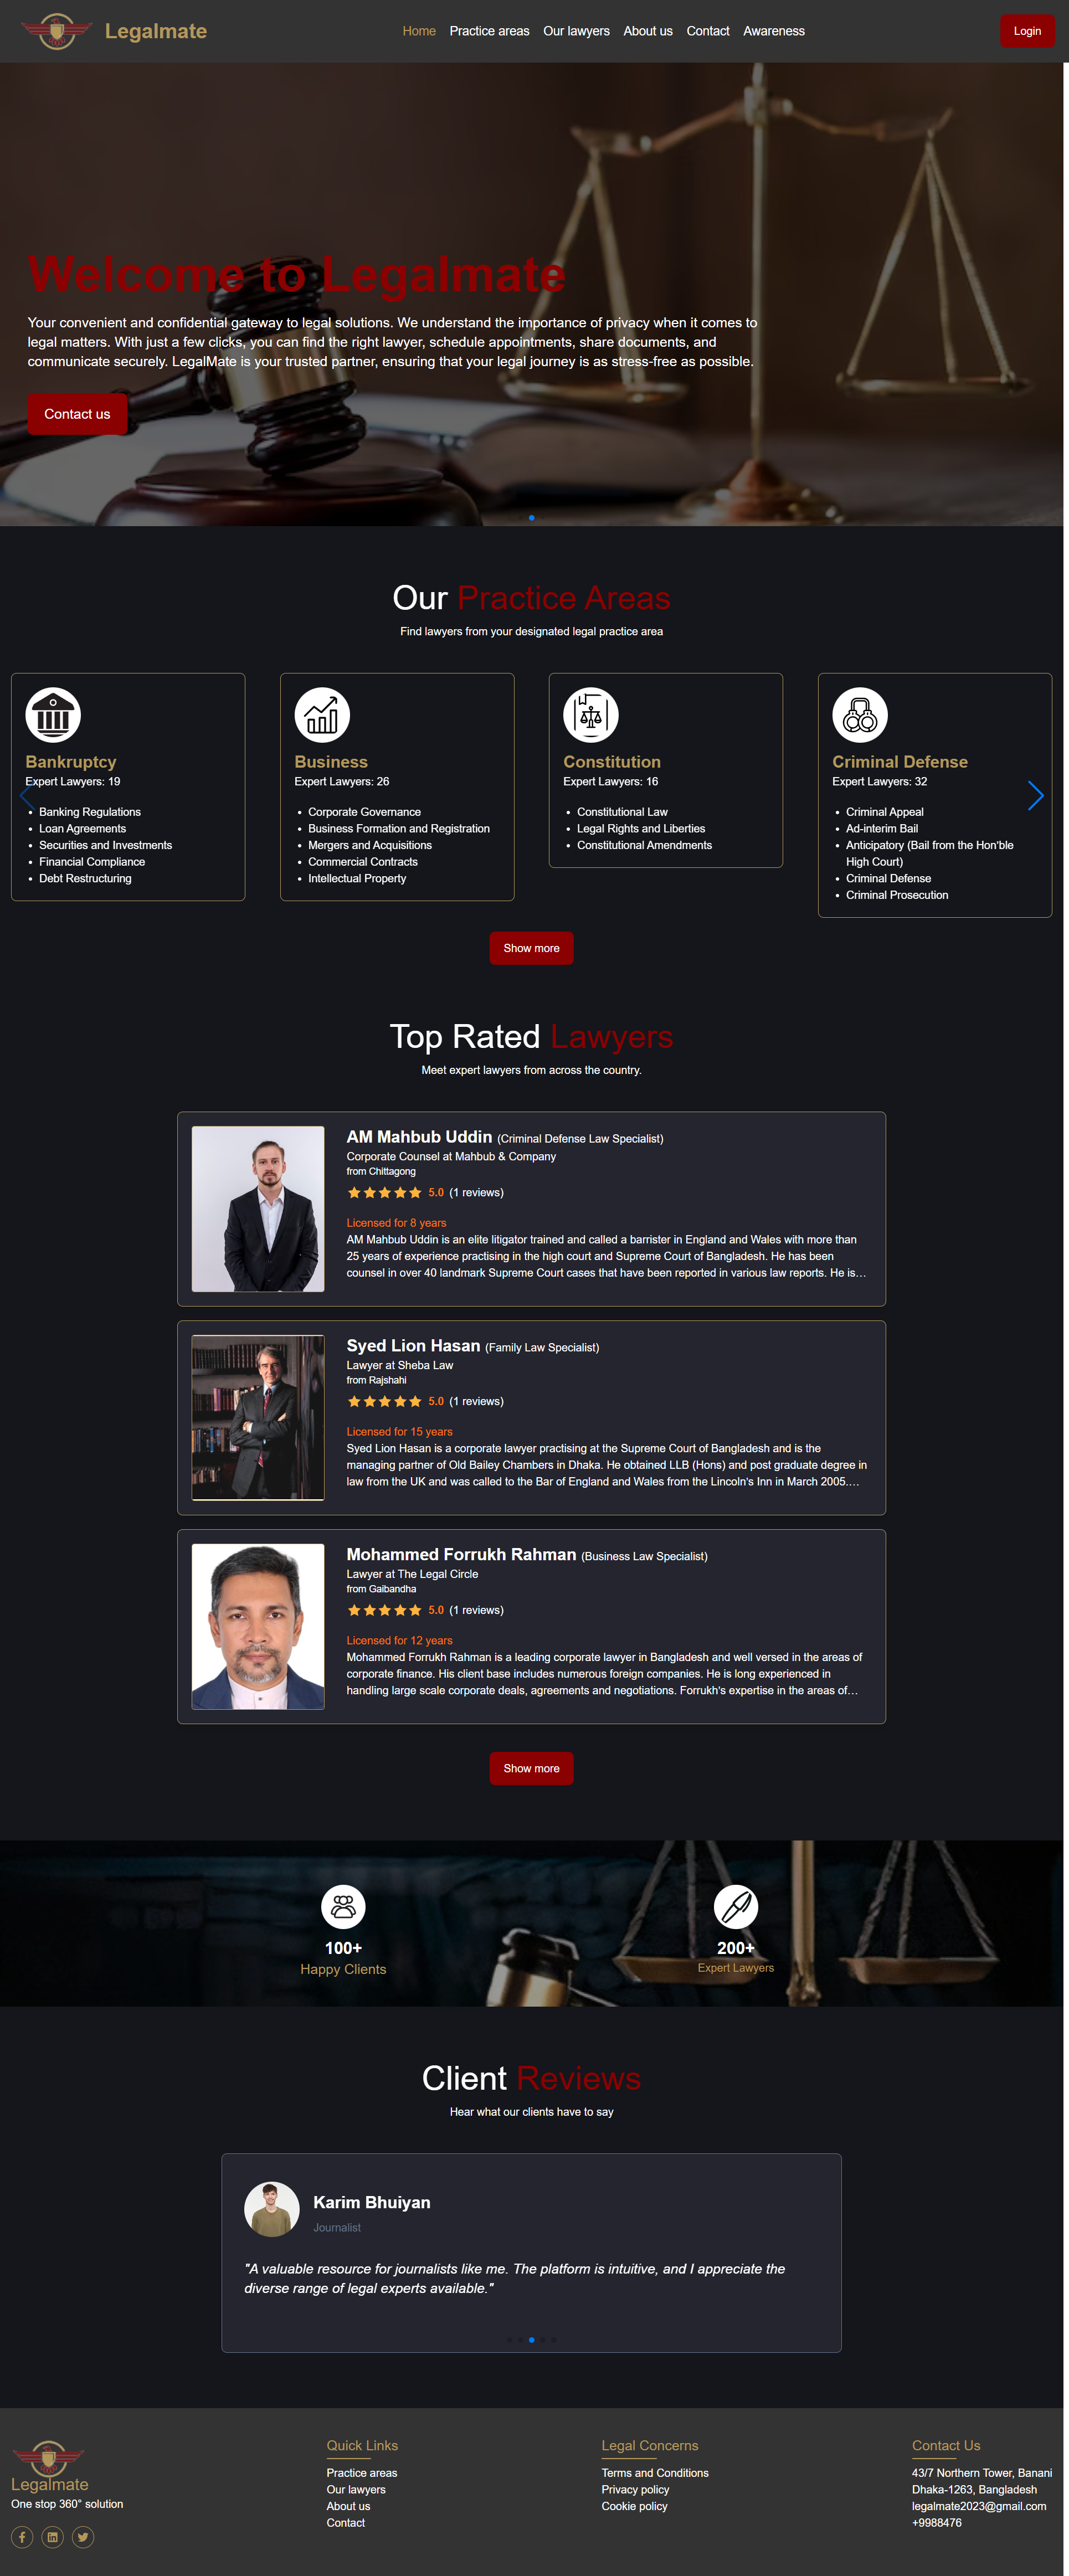 Legalmate
Home Practice areas Our lawyers About us Contact Awareness
Login
Welcome to Legalmate
Your convenient and confidential gateway to legal solutions. We understand the importance of privacy when it comes to
legal matters. With just a few clicks, you can find the right lawyer, schedule appointments, share documents, and
communicate securely. LegalMate is your trusted partner, ensuring that your legal journey is as stress-free as possible.
Contact us
Our Practice Areas
Find lawyers from your designated legal practice area
Bankruptcy
Expert Lawyers: 19
• Banking Regulations
• Loan Agreements
• Securities and Investments
• Financial Compliance
• Debt Restructuring
Business
Expert Lawyers: 26
• Corporate Governance
• Business Formation and Registration
• Mergers and Acquisitions
• Commercial Contracts
• Intellectual Property
Constitution
Expert Lawyers: 16
• Constitutional Law
• Legal Rights and Liberties
• Constitutional Amendments
Criminal Defense
Expert Lawyers: 32
• Criminal Appeal
• Ad-interim Bail
• Anticipatory (Bail from the Hon'ble
High Court)
• Criminal Defense
• Criminal Prosecution
Show more
Top Rated Lawyers
Meet expert lawyers from across the country.
AM Mahbub Uddin (Criminal Defense Law Specialist)
Corporate Counsel at Mahbub & Company
from Chittagong
5.0 (1 reviews)
Licensed for 8 years
AM Mahbub Uddin is an elite litigator trained and called a barrister in England and Wales with more than
25 years of experience practising in the high court and Supreme Court of Bangladesh. He has been
counsel in over 40 landmark Supreme Court cases that have been reported in various law reports. He is…
Syed Lion Hasan (Family Law Specialist)
Lawyer at Sheba Law
from Rajshahi
5.0 (1 reviews)
Licensed for 15 years
Syed Lion Hasan is a corporate lawyer practising at the Supreme Court of Bangladesh and is the
managing partner of Old Bailey Chambers in Dhaka. He obtained LLB (Hons) and post graduate degree in
law from the UK and was called to the Bar of England and Wales from the Lincoln's Inn in March 2005.…
Mohammed Forrukh Rahman (Business Law Specialist)
Lawyer at The Legal Circle
from Gaibandha
5.0 (1 reviews)
Licensed for 12 years
Mohammed Forrukh Rahman is a leading corporate lawyer in Bangladesh and well versed in the areas of
corporate finance. His client base includes numerous foreign companies. He is long experienced in
handling large scale corporate deals, agreements and negotiations. Forrukh's expertise in the areas of…
Show more
100+
Happy Clients
200+
Expert Lawyers
Client Reviews
Hear what our clients have to say
Karim Bhuiyan
Journalist
"A valuable resource for journalists like me. The platform is intuitive, and I appreciate the
diverse range of legal experts available."
Legalmate
One stop 360° solution
Quick Links
Practice areas
Our lawyers
About us
Contact
Legal Concerns
Terms and Conditions
Privacy policy
Cookie policy
Contact Us
43/7 Northern Tower, Banani
Dhaka-1263, Bangladesh
legalmate2023@gmail.com
+9988476